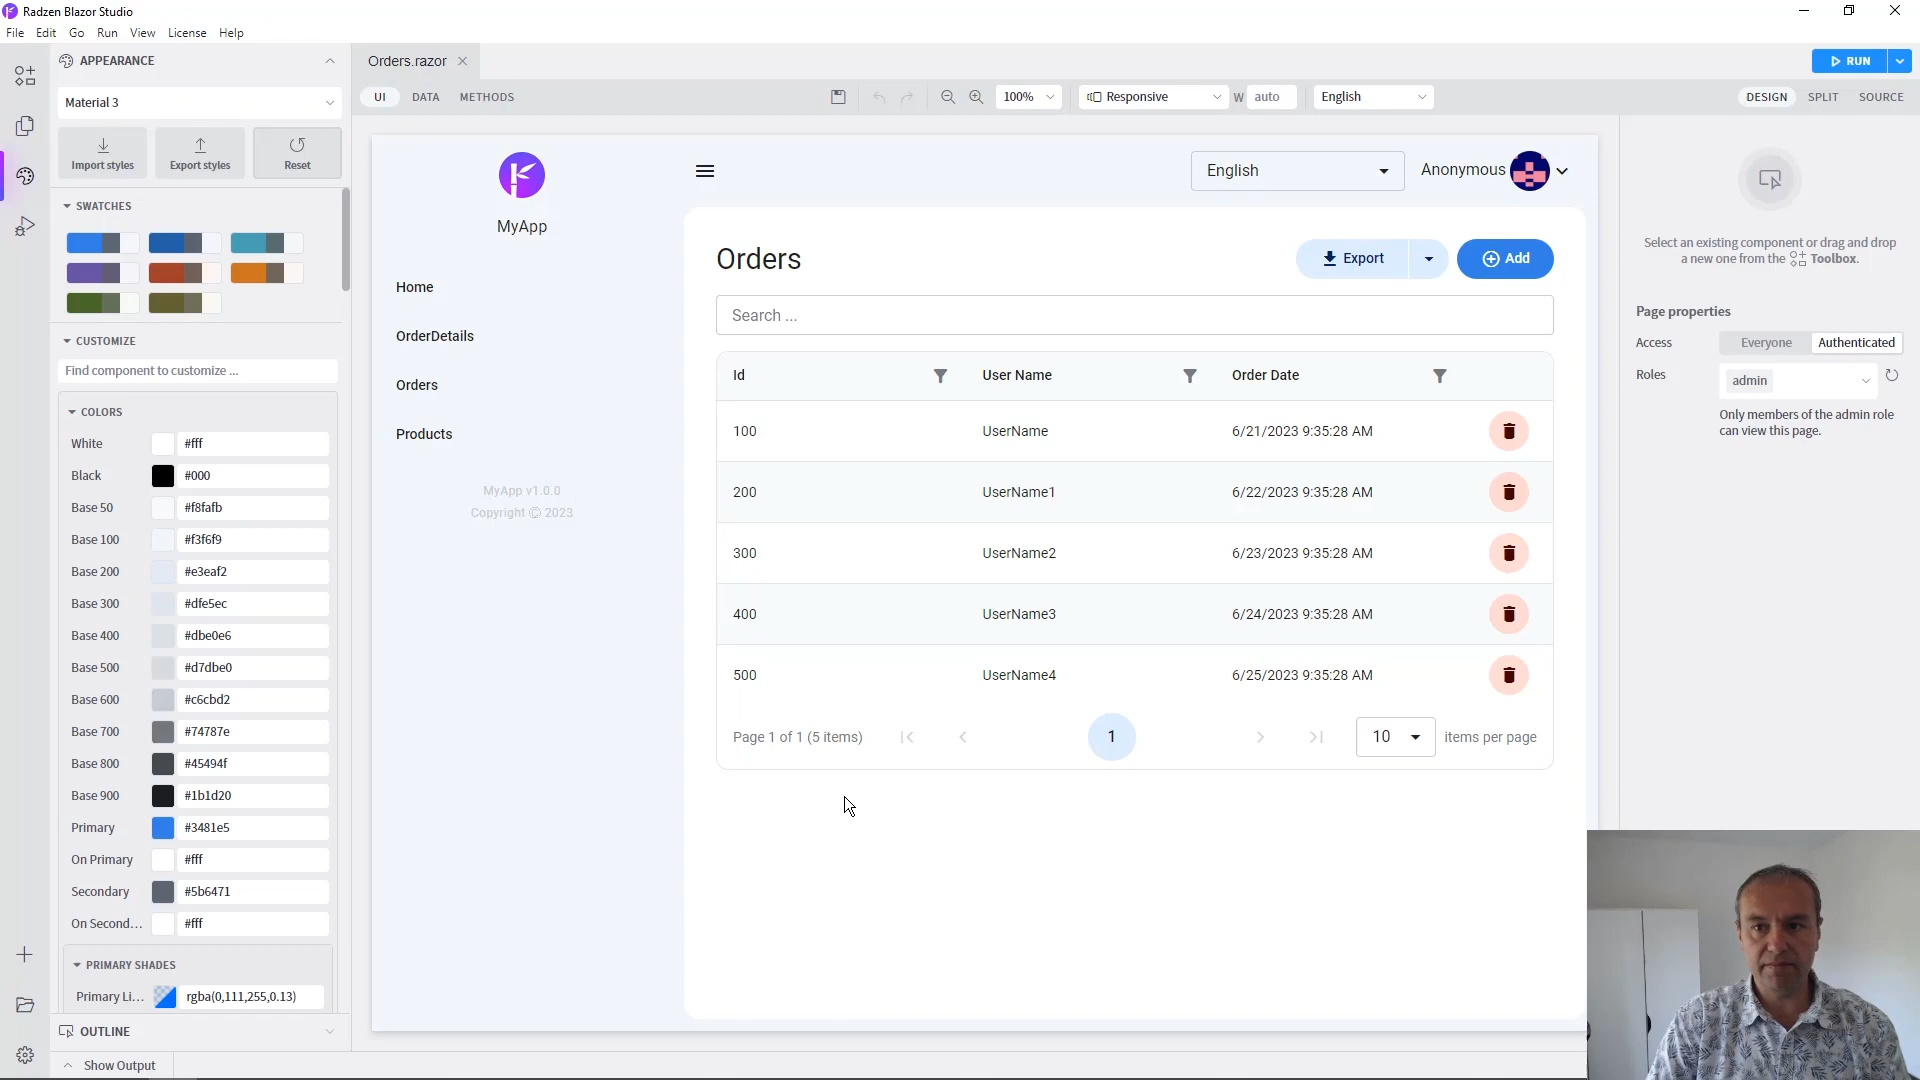 Radzen Blazor Studio
File Edit Go Run View License Help
APPEARANCE
Material 3
Import styles
Export styles
Reset
SWATCHES
CUSTOMIZE
Find component to customize ...
COLORS
White #fff
Black #000
Base 50 #f8fafb
Base 100 #f3f6f9
Base 200 #e3eaf2
Base 300 #dfe5ec
Base 400 #dbe0e6
Base 500 #d7dbe0
Base 600 #c6cbd2
Base 700 #74787e
Base 800 #45494f
Base 900 #1b1d20
Primary #3481e5
On Primary #fff
Secondary #5b6471
On Second... #fff
PRIMARY SHADES
Primary Li... rgba(0,111,255,0.13)
OUTLINE
Show Output
Orders.razor
RUN
UI DATA METHODS
100%
Responsive
W auto
English
DESIGN SPLIT SOURCE
MyApp
Home
OrderDetails
Orders
Products
MyApp v1.0.0
Copyright © 2023
English
Anonymous
Orders
Export
Add
Search ...
Id User Name Order Date
100 UserName 6/21/2023 9:35:28 AM
200 UserName1 6/22/2023 9:35:28 AM
300 UserName2 6/23/2023 9:35:28 AM
400 UserName3 6/24/2023 9:35:28 AM
500 UserName4 6/25/2023 9:35:28 AM
Page 1 of 1 (5 items) 1 10 items per page
Select an existing component or drag and drop
a new one from the Toolbox.
Page properties
Access Everyone Authenticated
Roles admin
Only members of the admin role
can view this page.